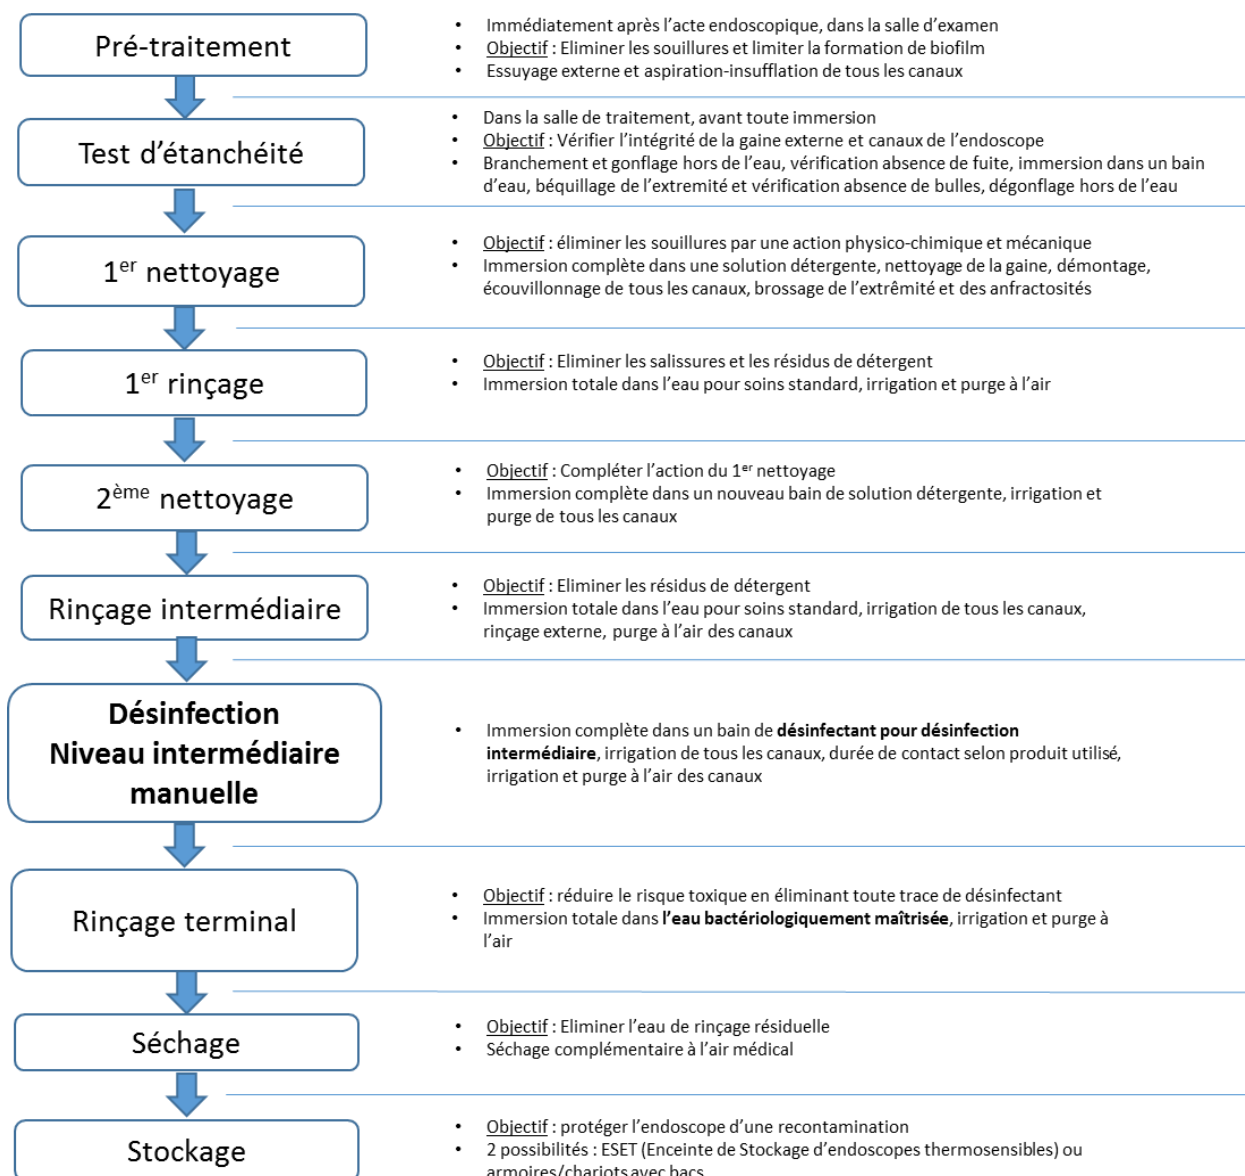 Pré-traitement
• Immédiatement après l’acte endoscopique, dans la salle d’examen
• Objectif : Eliminer les souillures et limiter la formation de biofilm
• Essuyage externe et aspiration-insufflation de tous les canaux
Test d’étanchéité
• Dans la salle de traitement, avant toute immersion
• Objectif : Vérifier l’intégrité de la gaine externe et canaux de l’endoscope
• Branchement et gonflage hors de l’eau, vérification absence de fuite, immersion dans un bain
d’eau, béquillage de l’extremité et vérification absence de bulles, dégonflage hors de l’eau
1er nettoyage
• Objectif : éliminer les souillures par une action physico-chimique et mécanique
• Immersion complète dans une solution détergente, nettoyage de la gaine, démontage,
écouvillonnage de tous les canaux, brossage de l’extrêmité et des anfractosités
1er rinçage
• Objectif : Eliminer les salissures et les résidus de détergent
• Immersion totale dans l’eau pour soins standard, irrigation et purge à l’air
2ème nettoyage
• Objectif : Compléter l’action du 1er nettoyage
• Immersion complète dans un nouveau bain de solution détergente, irrigation et
purge de tous les canaux
Rinçage intermédiaire
• Objectif : Eliminer les résidus de détergent
• Immersion totale dans l’eau pour soins standard, irrigation de tous les canaux,
rinçage externe, purge à l’air des canaux
Désinfection
Niveau intermédiaire
manuelle
• Immersion complète dans un bain de désinfectant pour désinfection
intermédiaire, irrigation de tous les canaux, durée de contact selon produit utilisé,
irrigation et purge à l’air des canaux
Rinçage terminal
• Objectif : réduire le risque toxique en éliminant toute trace de désinfectant
• Immersion totale dans l’eau bactériologiquement maîtrisée, irrigation et purge à
l’air
Séchage
• Objectif : Eliminer l’eau de rinçage résiduelle
• Séchage complémentaire à l’air médical
Stockage
• Objectif : protéger l’endoscope d’une recontamination
• 2 possibilités : ESET (Enceinte de Stockage d’endoscopes thermosensibles) ou
armoires/chariots avec bacs